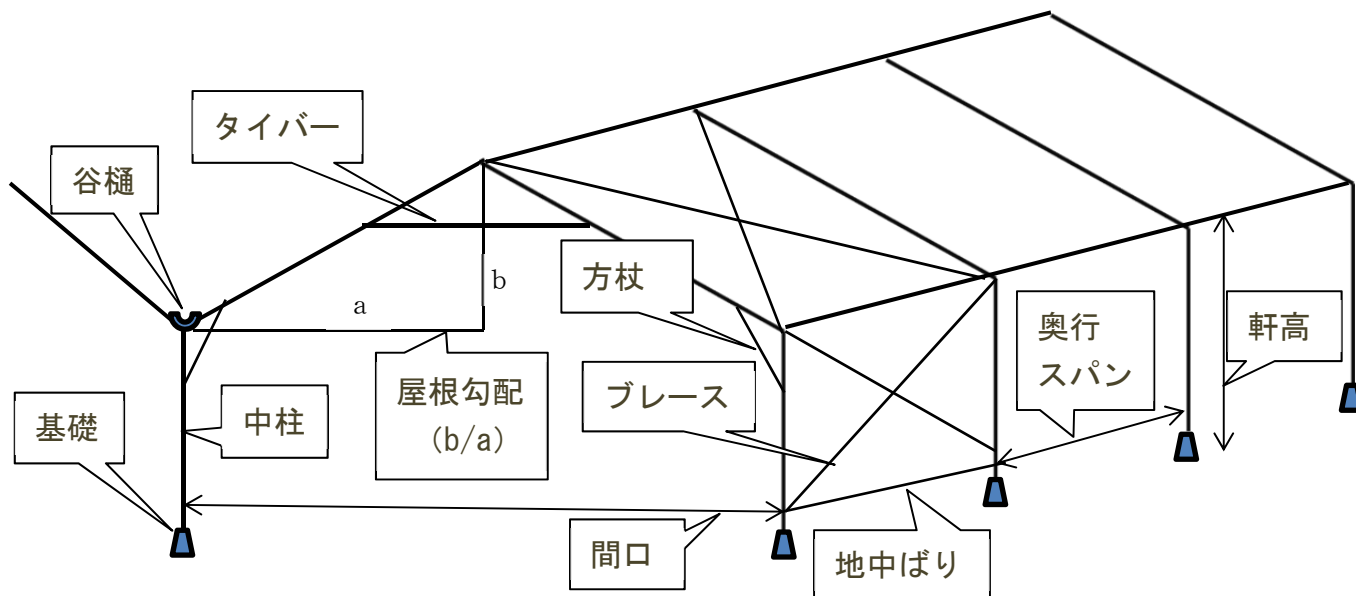 タイバー
谷樋
b
方杖
a
奥行
スパン
軒高
屋根勾配
(b/a)
ブレース
基礎
中柱
間口
地中ばり